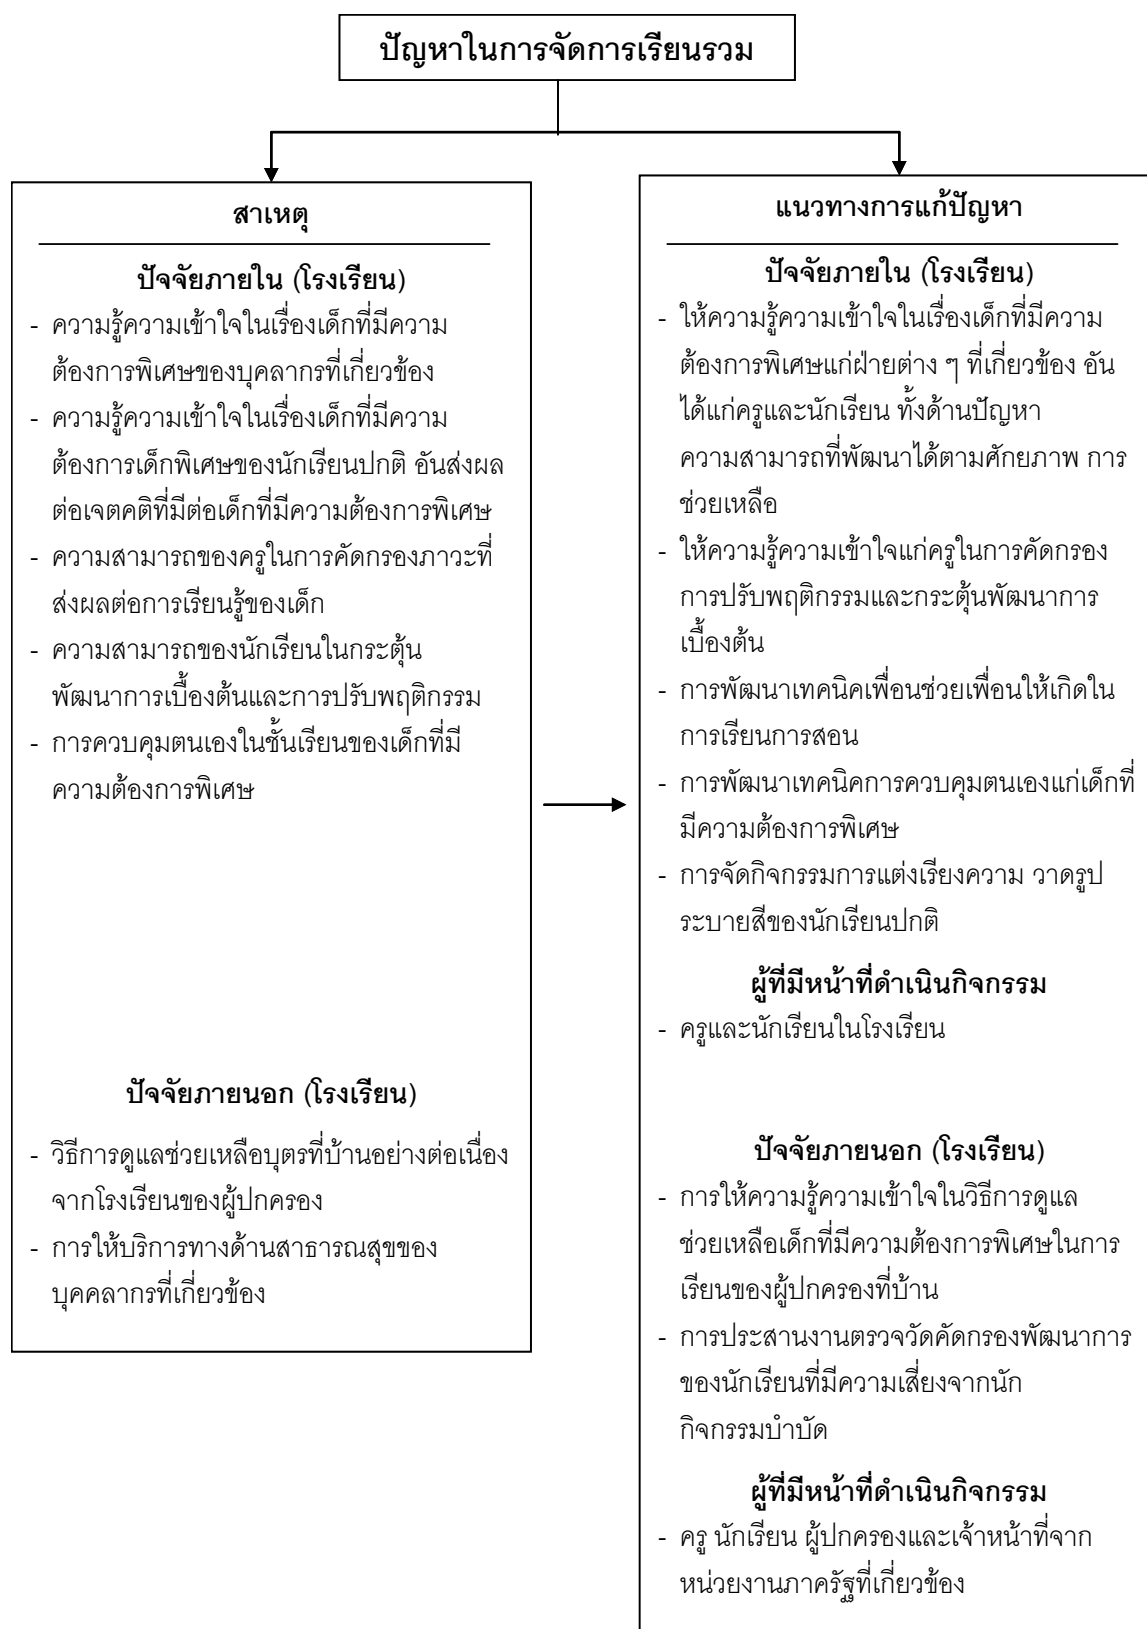 ปัญหาในการจัดการเรียนรวม
สาเหตุ
ปัจจัยภายใน (โรงเรียน)
- ความรู้ความเข้าใจในเรื่องเด็กที่มีความ
ต้องการพิเศษของบุคลากรที่เกี่ยวข้อง
- ความรู้ความเข้าใจในเรื่องเด็กที่มีความ
ต้องการเด็กพิเศษของนักเรียนปกติ อันส่งผล
ต่อเจตคติที่มีต่อเด็กที่มีความต้องการพิเศษ
- ความสามารถของครูในการคัดกรองภาวะที่
ส่งผลต่อการเรียนรู้ของเด็ก
- ความสามารถของนักเรียนในกระตุ้น
พัฒนาการเบื้องต้นและการปรับพฤติกรรม
- การควบคุมตนเองในชั้นเรียนของเด็กที่มี
ความต้องการพิเศษ
ปัจจัยภายนอก (โรงเรียน)
- วิธีการดูแลช่วยเหลือบุตรที่บ้านอย่างต่อเนื่อง
จากโรงเรียนของผู้ปกครอง
- การให้บริการทางด้านสาธารณสุขของ
บุคคลากรที่เกี่ยวข้อง
แนวทางการแก้ปัญหา
ปัจจัยภายใน (โรงเรียน)
- ให้ความรู้ความเข้าใจในเรื่องเด็กที่มีความ
ต้องการพิเศษแก่ฝ่ายต่าง ๆ ที่เกี่ยวข้อง อัน
ได้แก่ครูและนักเรียน ทั้งด้านปัญหา
ความสามารถที่พัฒนาได้ตามศักยภาพ การ
ช่วยเหลือ
- ให้ความรู้ความเข้าใจแก่ครูในการคัดกรอง
การปรับพฤติกรรมและกระตุ้นพัฒนาการ
เบื้องต้น
- การพัฒนาเทคนิคเพื่อนช่วยเพื่อนให้เกิดใน
การเรียนการสอน
- การพัฒนาเทคนิคการควบคุมตนเองแก่เด็กที่
มีความต้องการพิเศษ
- การจัดกิจกรรมการแต่งเรียงความ วาดรูป
ระบายสีของนักเรียนปกติ
ผู้ที่มีหน้าที่ดำเนินกิจกรรม
- ครูและนักเรียนในโรงเรียน
ปัจจัยภายนอก (โรงเรียน)
- การให้ความรู้ความเข้าใจในวิธีการดูแล
ช่วยเหลือเด็กที่มีความต้องการพิเศษในการ
เรียนของผู้ปกครองที่บ้าน
- การประสานงานตรวจวัดคัดกรองพัฒนาการ
ของนักเรียนที่มีความเสี่ยงจากนัก
กิจกรรมบำบัด
ผู้ที่มีหน้าที่ดำเนินกิจกรรม
- ครู นักเรียน ผู้ปกครองและเจ้าหน้าที่จาก
หน่วยงานภาครัฐที่เกี่ยวข้อง